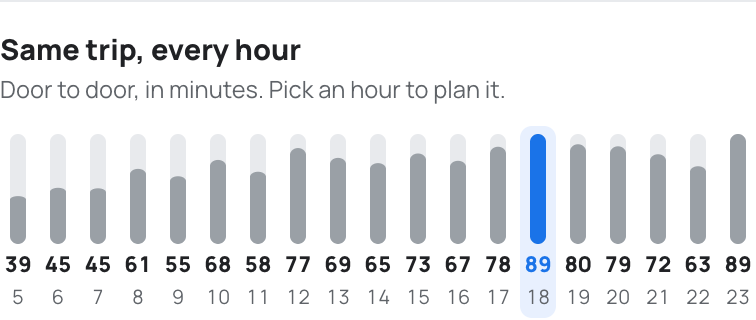 Same trip, every hour
Door to door, in minutes. Pick an hour to plan it.
39 45 45 61 55 68 58 77 69 65 73 67 78 89 80 79 72 63 89
5 6 7 8 9 10 11 12 13 14 15 16 17 18 19 20 21 22 23